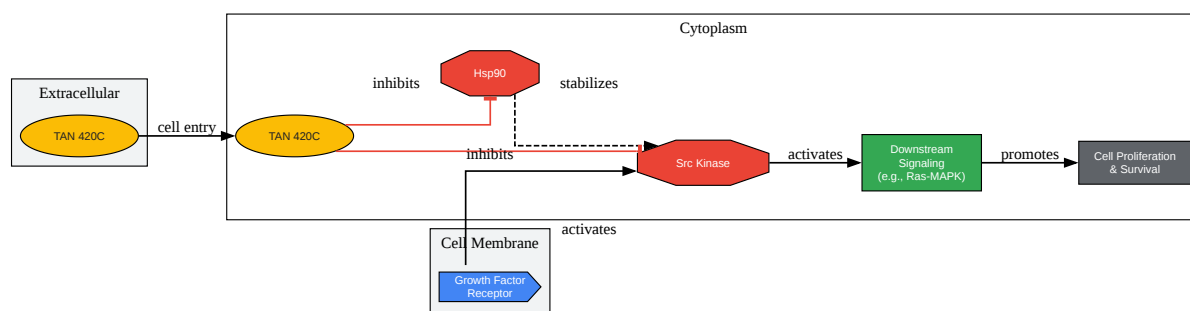 Cytoplasm
Hsp90
inhibits
stabilizes
Extracellular
TAN 420C
cell entry
TAN 420C
inhibits
Src Kinase
activates
Downstream
Signaling
(e.g., Ras-MAPK)
promotes
Cell Proliferation
& Survival
activates
Cell Membrane
Growth Factor
Receptor